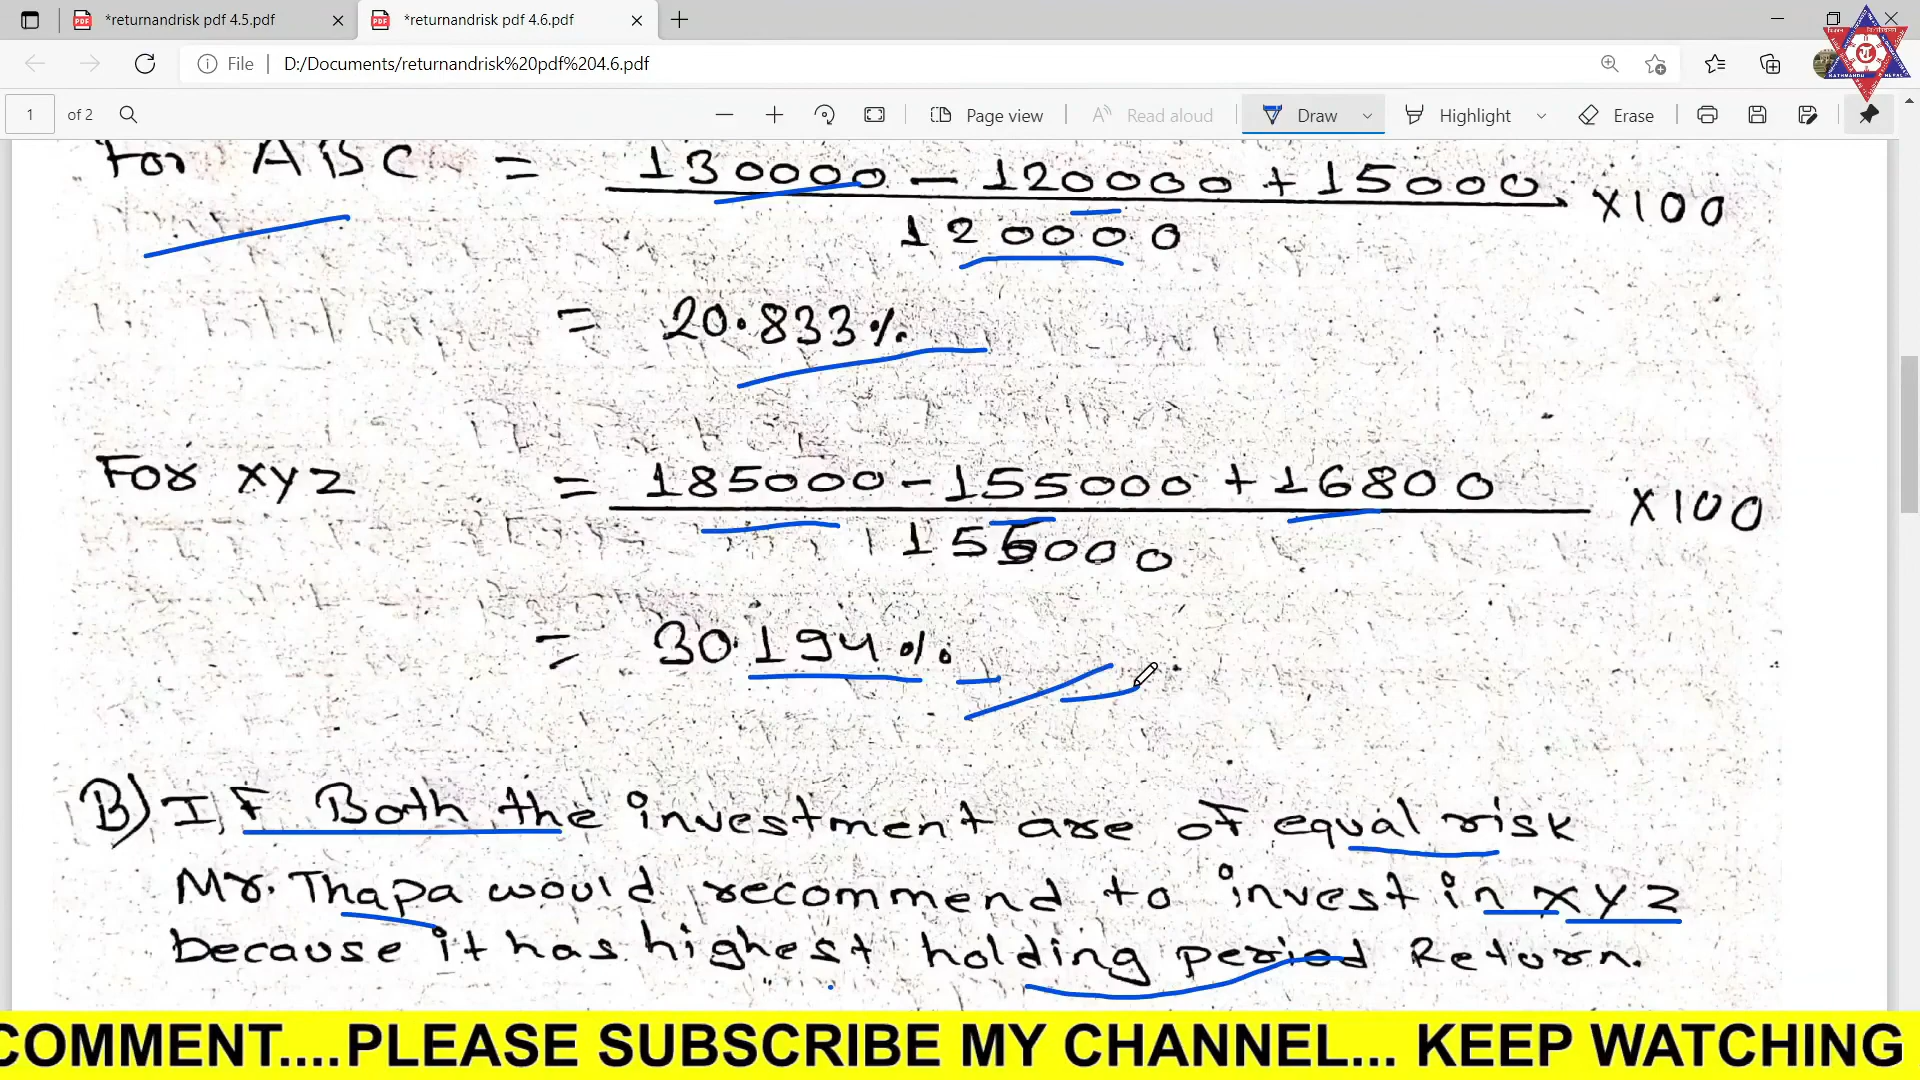 *returnandrisk pdf 4.5.pdf
*returnandrisk pdf 4.6.pdf
File
D:/Documents/returnandrisk%20pdf%204.6.pdf
1 of 2
Page view
Read aloud
Draw
Highlight
Erase
For ABC = 130000 - 120000 + 15000 X100
120000
= 20.833%
For XYZ = 185000 - 155000 + 16800 X100
155000
= 30.194%
B) If Both the investment are of equal risk
Mr. Thapa would recommend to invest in XYZ
because it has highest holding period Return.
COMMENT....PLEASE SUBSCRIBE MY CHANNEL... KEEP WATCHING